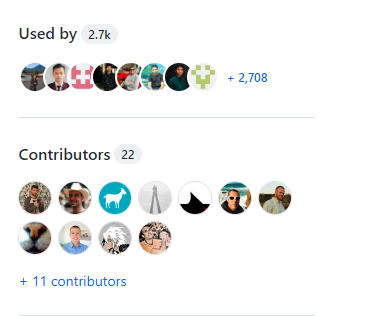 Used by 2.7k
+ 2,708
Contributors 22
+ 11 contributors